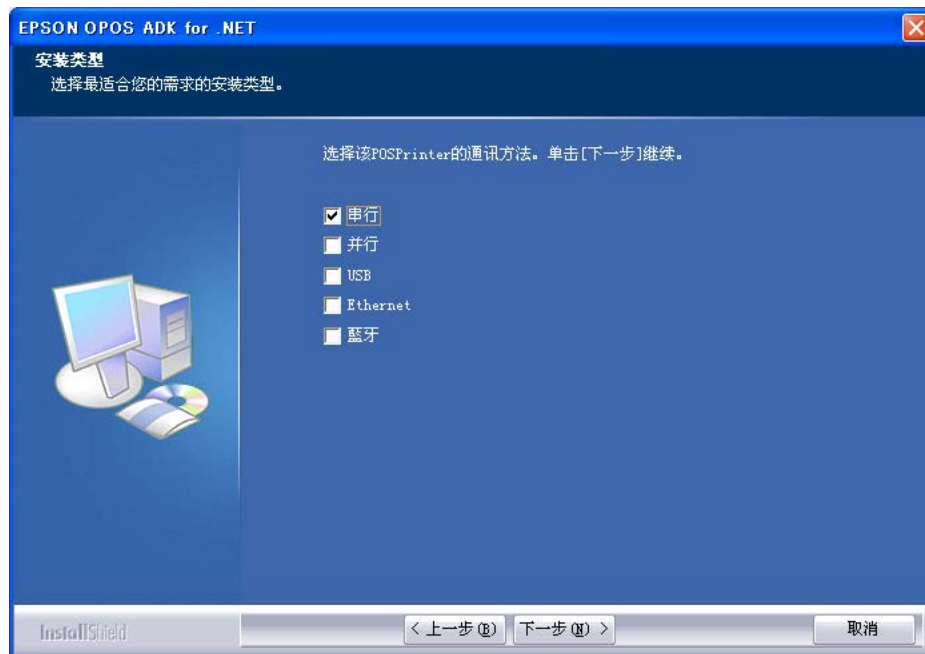 EPSON OPOS ADK for .NET
安装类型
选择最适合您的需求的安装类型。
选择该POSPrinter的通讯方法。单击[下一步]继续。
串行
并行
USB
Ethernet
藍牙
InstallShield
< 上一步(B) 下一步(N) > 取消